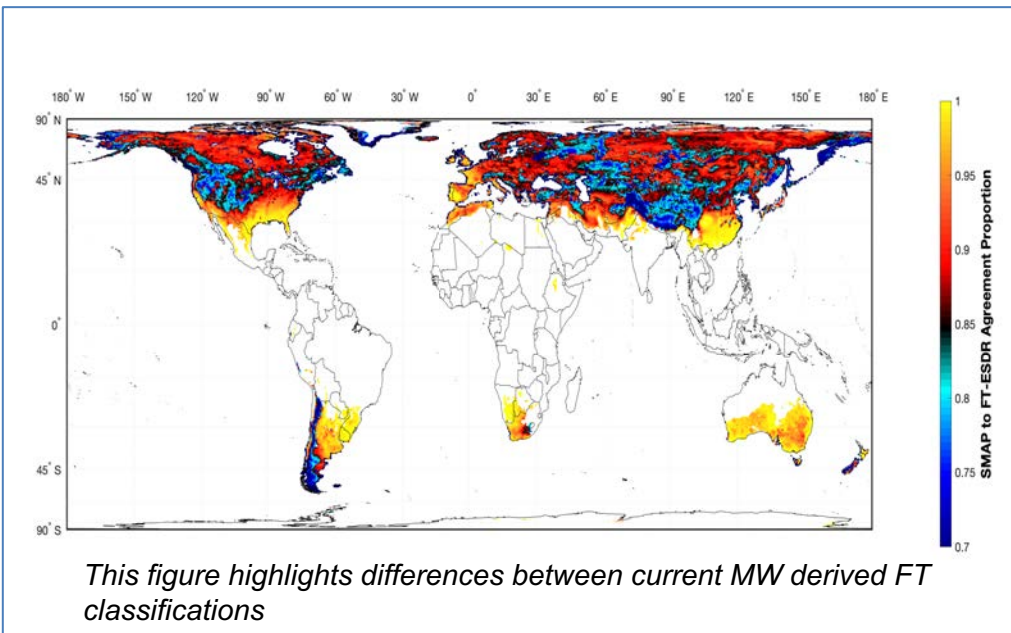 180° W 150° W 120° W 90° W 60° W 30° W 0° 30° E 60° E 90° E 120° E 150° E 180° E
90° N
45° N
0°
45° S
90° S
1
0.95
0.9
0.85
0.8
0.75
0.7
SMAP to FT-ESDR Agreement Proportion
This figure highlights differences between current MW derived FT
classifications